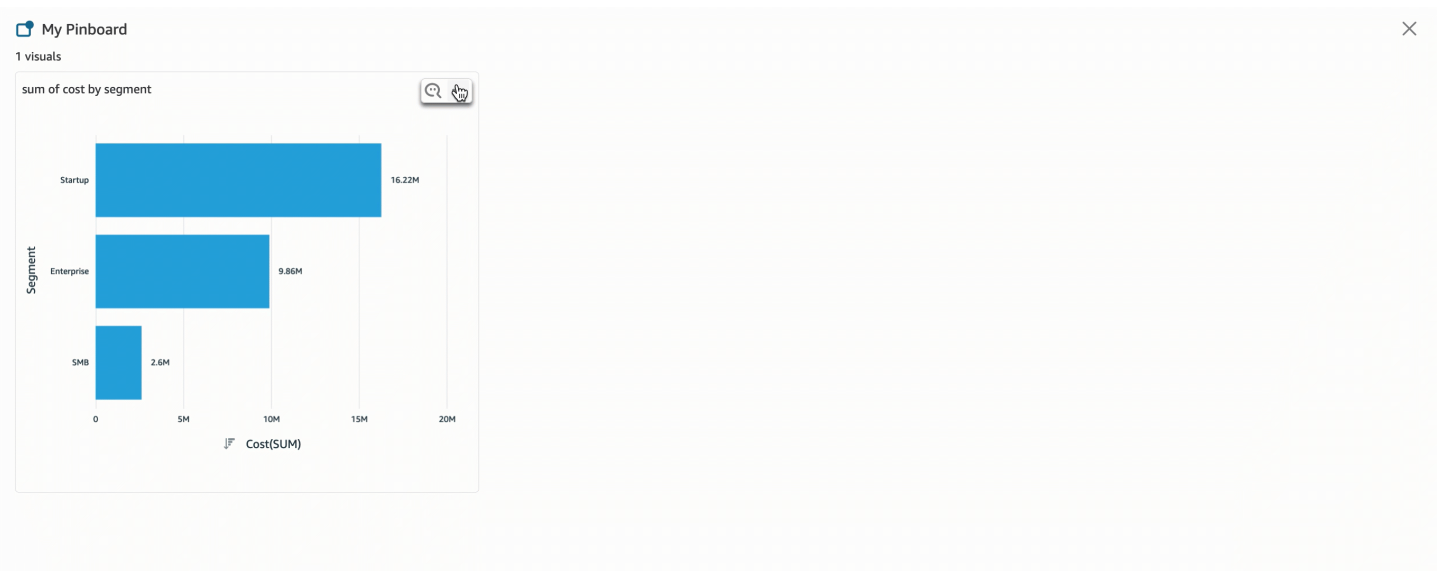 My Pinboard
1 visuals
sum of cost by segment
Startup
16.22M
Segment
Enterprise
9.86M
SMB
2.6M
0 5M 10M 15M 20M
Cost(SUM)